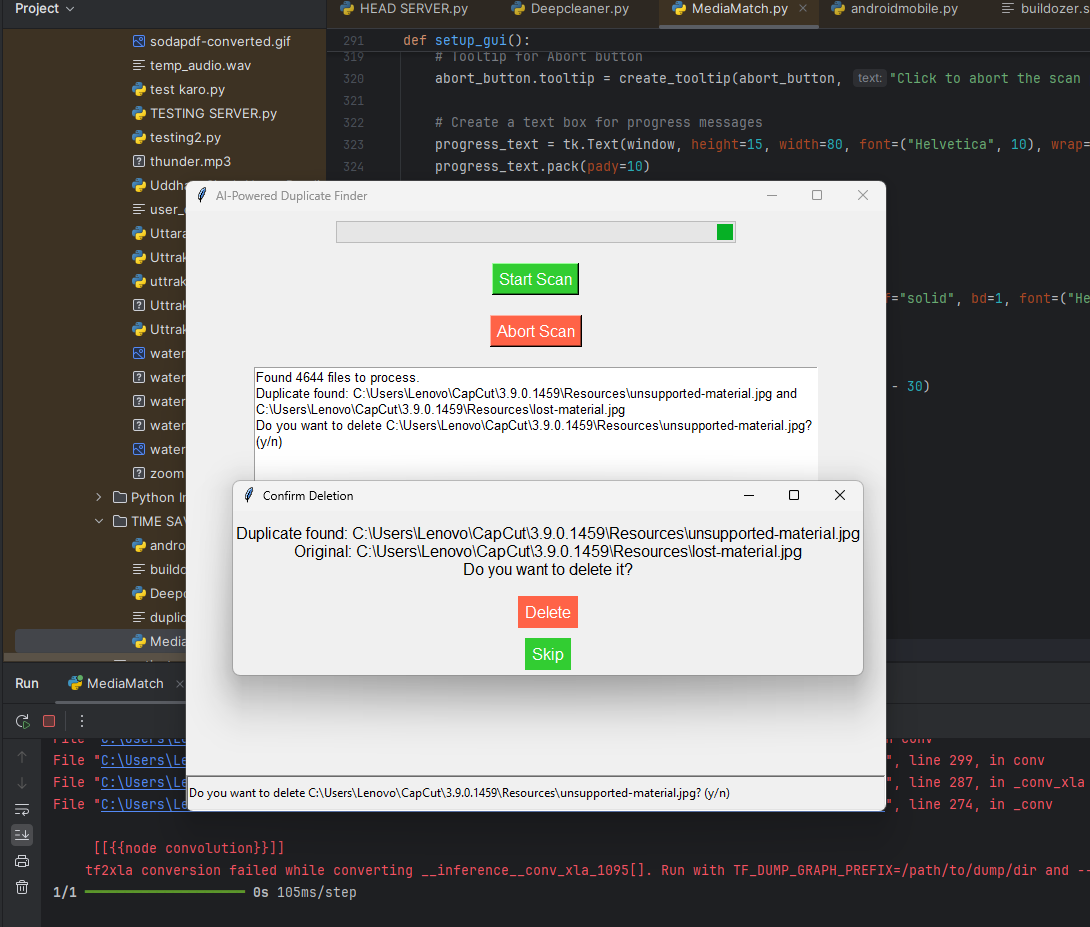 Project
HEAD SERVER.py
Deepcleaner.py
MediaMatch.py
androidmobile.py
buildozer.s
sodapdf-converted.gif
temp_audio.wav
test karo.py
TESTING SERVER.py
testing2.py
thunder.mp3
Uddha
user_
Uttara
Uttrak
uttrak
Uttrak
Uttrak
water
water
water
water
water
zoom
Python In
TIME SAV
andro
buildo
Deepc
duplic
Media
291 def setup_gui():
319 # Tooltip for Abort button
320 abort_button.tooltip = create_tooltip(abort_button, text: "Click to abort the scan
321
322 # Create a text box for progress messages
323 progress_text = tk.Text(window, height=15, width=80, font=("Helvetica", 10), wrap=
324 progress_text.pack(pady=10)
="solid", bd=1, font=("He
- 30)
AI-Powered Duplicate Finder
Start Scan
Abort Scan
Found 4644 files to process.
Duplicate found: C:\Users\Lenovo\CapCut\3.9.0.1459\Resources\unsupported-material.jpg and
C:\Users\Lenovo\CapCut\3.9.0.1459\Resources\lost-material.jpg
Do you want to delete C:\Users\Lenovo\CapCut\3.9.0.1459\Resources\unsupported-material.jpg?
(y/n)
Confirm Deletion
Duplicate found: C:\Users\Lenovo\CapCut\3.9.0.1459\Resources\unsupported-material.jpg
Original: C:\Users\Lenovo\CapCut\3.9.0.1459\Resources\lost-material.jpg
Do you want to delete it?
Delete
Skip
Do you want to delete C:\Users\Lenovo\CapCut\3.9.0.1459\Resources\unsupported-material.jpg? (y/n)
Run
MediaMatch
File "C:\Users\Le
File "C:\Users\Le ", line 299, in conv
File "C:\Users\Le ", line 287, in _conv_xla
File "C:\Users\Le ", line 274, in _conv
[[{{node convolution}}]]
tf2xla conversion failed while converting __inference__conv_xla_1095[]. Run with TF_DUMP_GRAPH_PREFIX=/path/to/dump/dir and --
1/1 0s 105ms/step